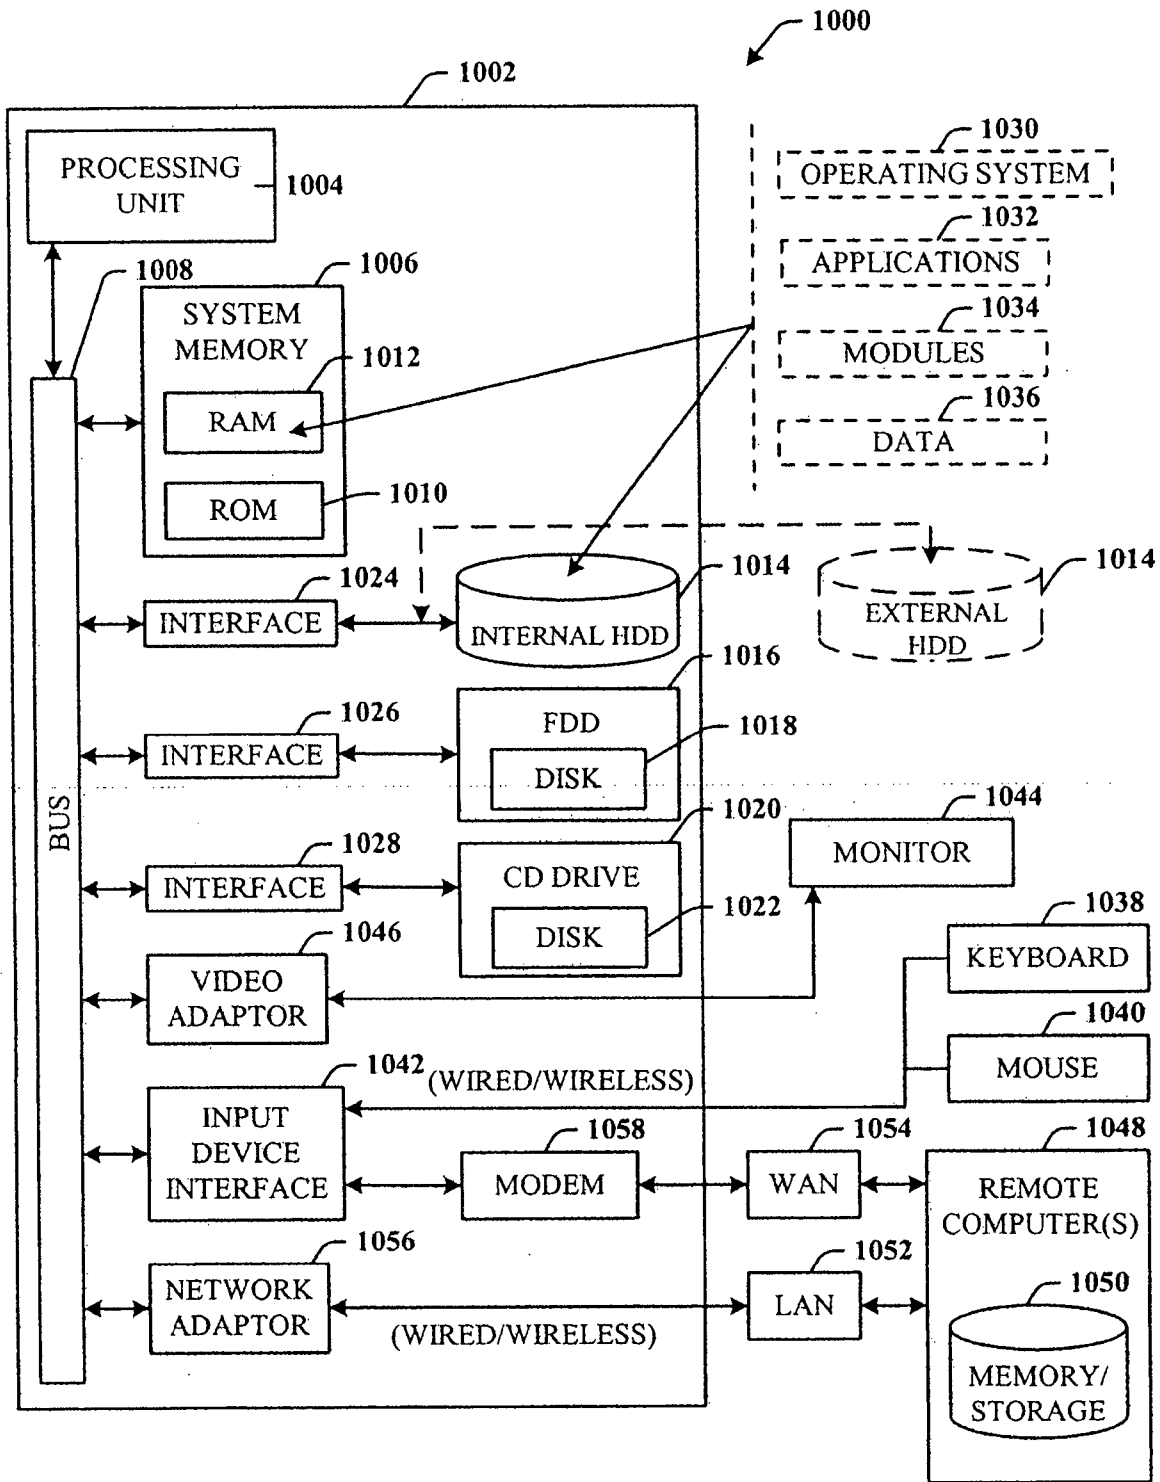 1000
1002
PROCESSING
UNIT
1004
1030
OPERATING SYSTEM
1032
APPLICATIONS
1034
MODULES
1036
DATA
1008
1006
SYSTEM
MEMORY
1012
RAM
1010
ROM
1024
INTERFACE
1014
INTERNAL HDD
1014
EXTERNAL
HDD
1016
FDD
1018
DISK
1026
INTERFACE
BUS
1020
CD DRIVE
1022
DISK
1028
INTERFACE
1044
MONITOR
1046
VIDEO
ADAPTOR
1038
KEYBOARD
1040
MOUSE
1042
(WIRED/WIRELESS)
INPUT
DEVICE
INTERFACE
1058
MODEM
1054
WAN
1048
REMOTE
COMPUTER(S)
1056
NETWORK
ADAPTOR
(WIRED/WIRELESS)
1052
LAN
1050
MEMORY/
STORAGE